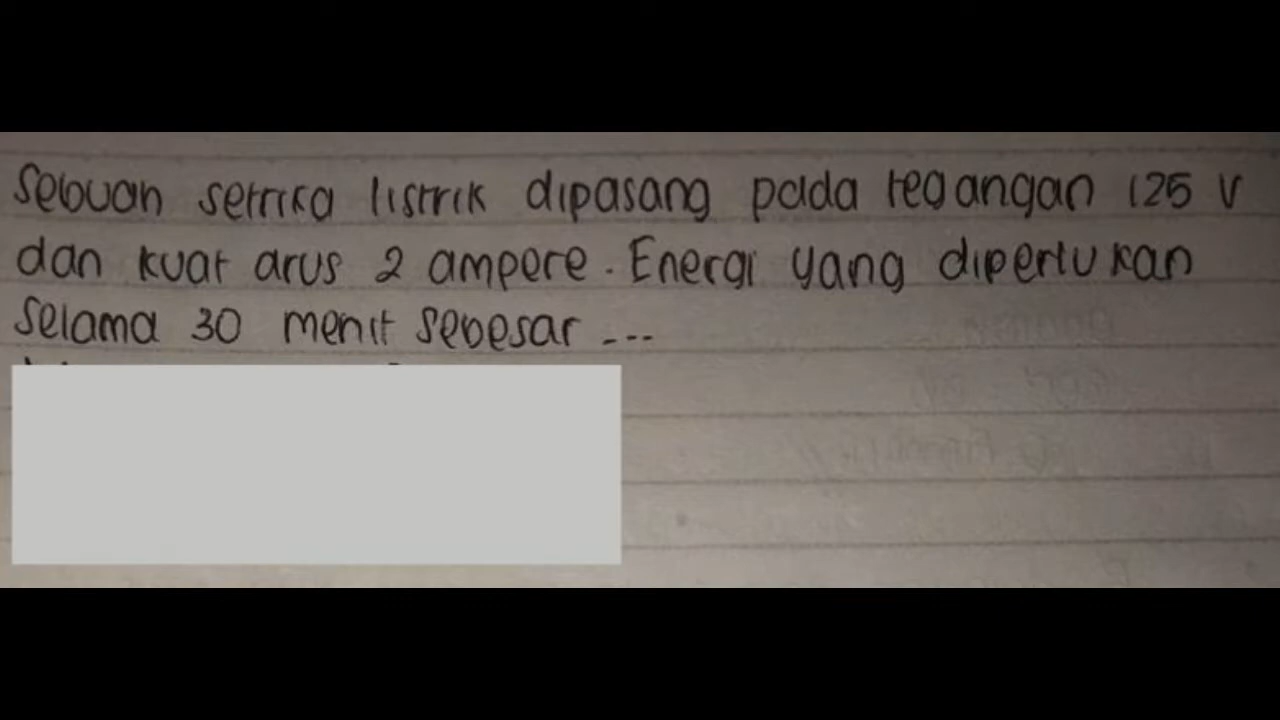 Sebuah setrika listrik dipasang pada tegangan 125 V
dan kuat arus 2 ampere. Energi yang diperlukan
selama 30 menit sebesar ...